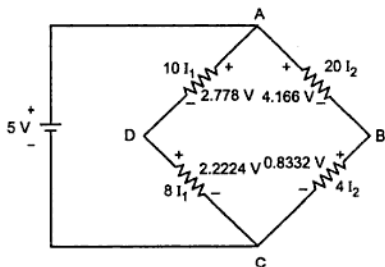 A
10 I₁ + + 20 I₂
− 2.778 V 4.166 V −
+
5 V
−
D B
+ 2.2224 V 0.8332 V +
8 I₁ − − 4 I₂
C